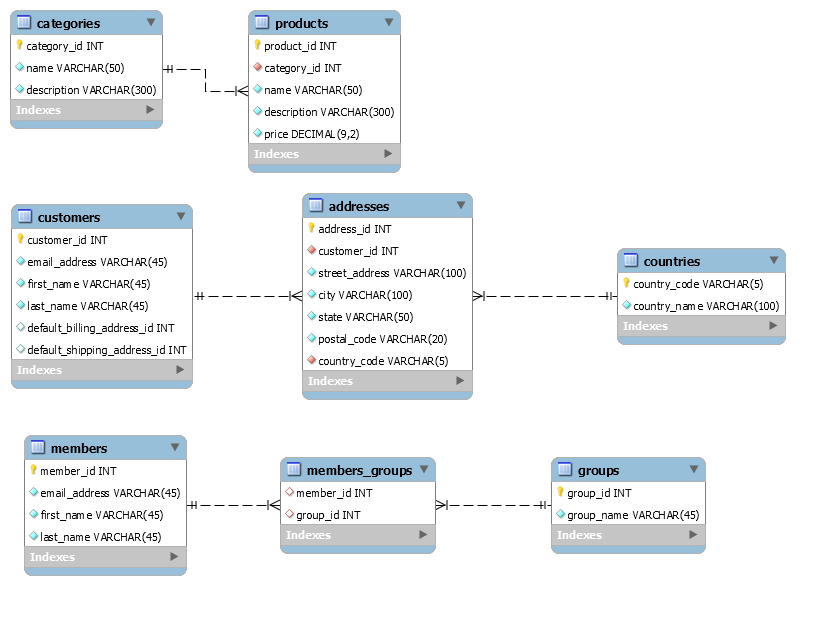 categories
category_id INT
name VARCHAR(50)
description VARCHAR(300)
Indexes
products
product_id INT
category_id INT
name VARCHAR(50)
description VARCHAR(300)
price DECIMAL(9,2)
Indexes
customers
customer_id INT
email_address VARCHAR(45)
first_name VARCHAR(45)
last_name VARCHAR(45)
default_billing_address_id INT
default_shipping_address_id INT
Indexes
addresses
address_id INT
customer_id INT
street_address VARCHAR(100)
city VARCHAR(100)
state VARCHAR(50)
postal_code VARCHAR(20)
country_code VARCHAR(5)
Indexes
countries
country_code VARCHAR(5)
country_name VARCHAR(100)
Indexes
members
member_id INT
email_address VARCHAR(45)
first_name VARCHAR(45)
last_name VARCHAR(45)
Indexes
members_groups
member_id INT
group_id INT
Indexes
groups
group_id INT
group_name VARCHAR(45)
Indexes